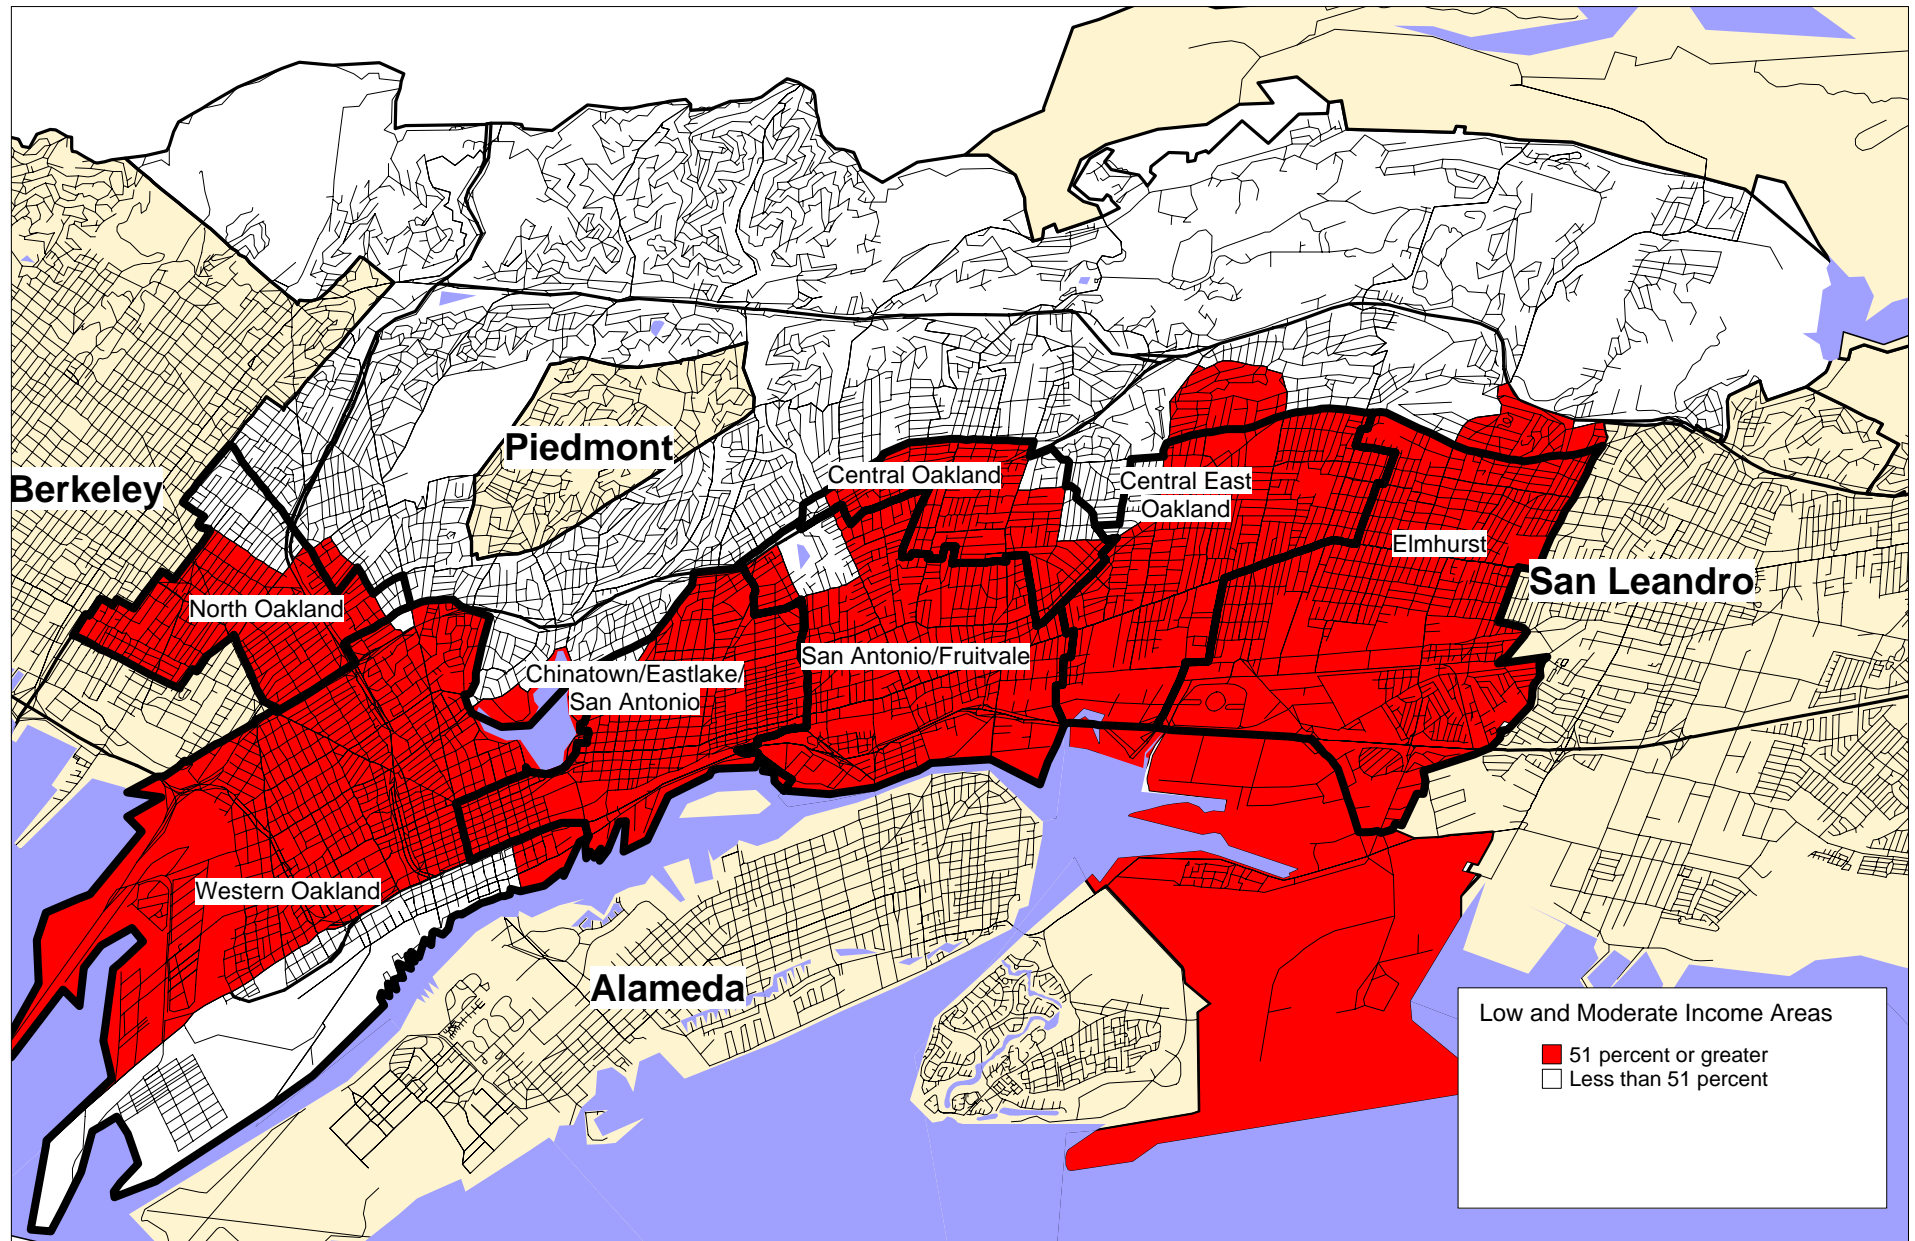 Piedmont
Central Oakland
Berkeley
Central East
Oakland
Elmhurst
San Leandro
North Oakland
San Antonio/Fruitvale
Chinatown/Eastlake/
San Antonio
Western Oakland
Alameda
Low and Moderate Income Areas
51 percent or greater
Less than 51 percent